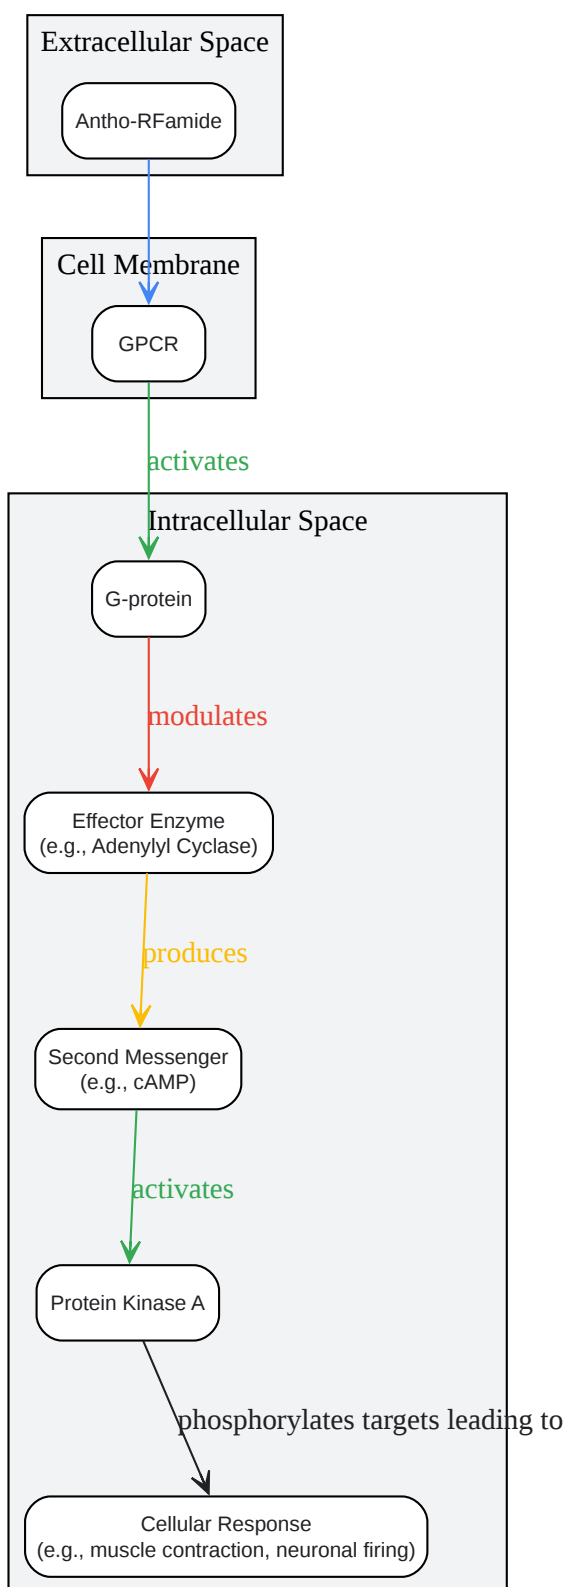 Extracellular Space
Antho-RFamide
Cell Membrane
GPCR
activates
Intracellular Space
G-protein
modulates
Effector Enzyme
(e.g., Adenylyl Cyclase)
produces
Second Messenger
(e.g., cAMP)
activates
Protein Kinase A
phosphorylates targets leading to
Cellular Response
(e.g., muscle contraction, neuronal firing)